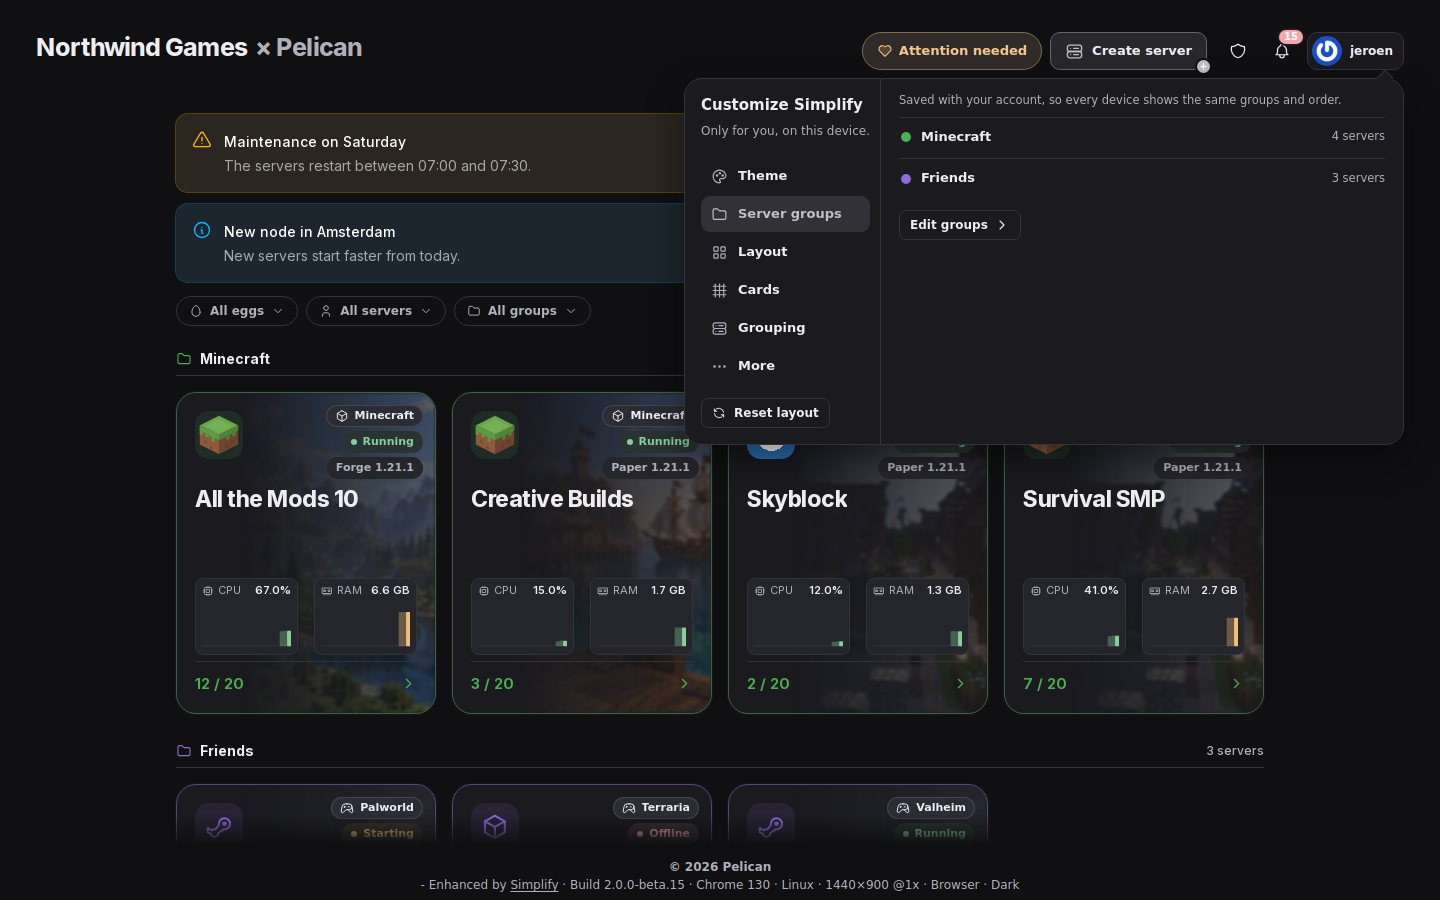 Northwind Games × Pelican
Attention needed
Create server
15
jeroen
Maintenance on Saturday
The servers restart between 07:00 and 07:30.
New node in Amsterdam
New servers start faster from today.
All eggs
All servers
All groups
Customize Simplify
Only for you, on this device.
Theme
Server groups
Layout
Cards
Grouping
More
Reset layout
Saved with your account, so every device shows the same groups and order.
Minecraft
4 servers
Friends
3 servers
Edit groups
Minecraft
Minecraft
Running
Forge 1.21.1
All the Mods 10
CPU 67.0%
RAM 6.6 GB
12 / 20
Minecraf
Running
Paper 1.21.1
Creative Builds
CPU 15.0%
RAM 1.7 GB
3 / 20
Paper 1.21.1
Skyblock
CPU 12.0%
RAM 1.3 GB
2 / 20
Paper 1.21.1
Survival SMP
CPU 41.0%
RAM 2.7 GB
7 / 20
Friends
3 servers
Palworld
Starting
Terraria
Offline
Valheim
Running
© 2026 Pelican
- Enhanced by Simplify · Build 2.0.0-beta.15 · Chrome 130 · Linux · 1440×900 @1x · Browser · Dark